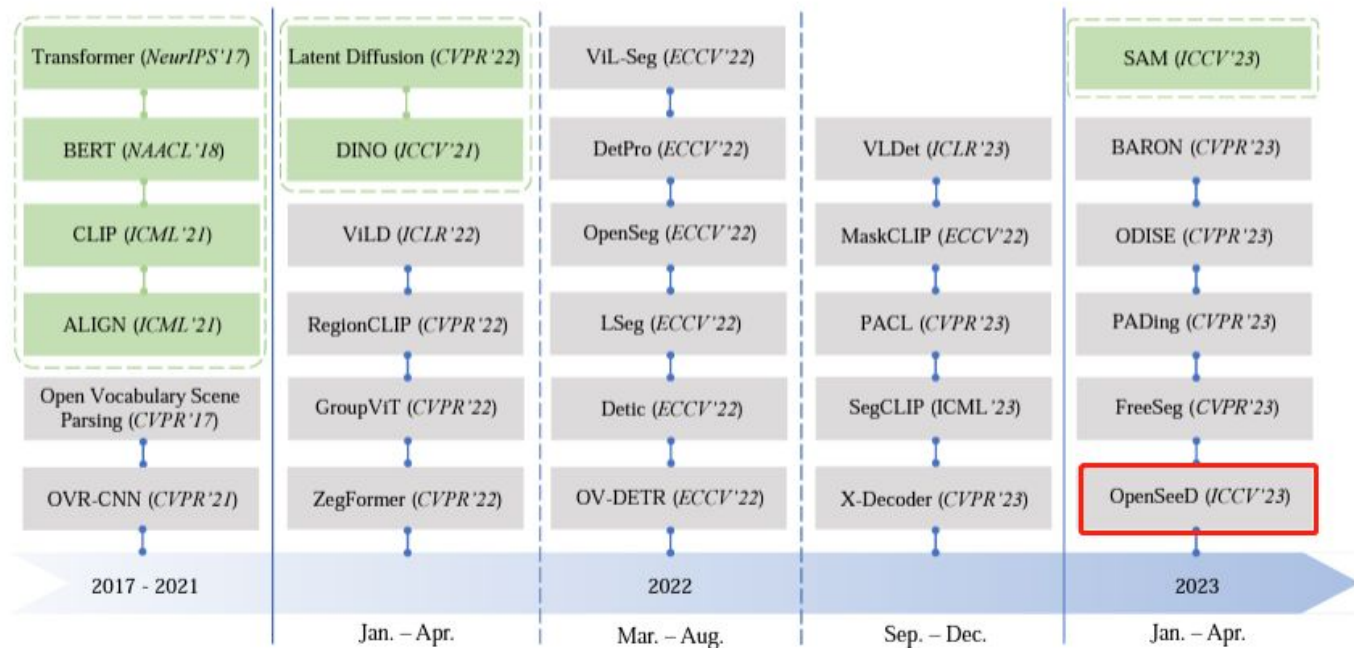 Transformer (NeurIPS'17)
BERT (NAACL'18)
CLIP (ICML'21)
ALIGN (ICML'21)
Open Vocabulary Scene
Parsing (CVPR'17)
OVR-CNN (CVPR'21)
Latent Diffusion (CVPR'22)
DINO (ICCV'21)
ViLD (ICLR'22)
RegionCLIP (CVPR'22)
GroupViT (CVPR'22)
ZegFormer (CVPR'22)
ViL-Seg (ECCV'22)
DetPro (ECCV'22)
OpenSeg (ECCV'22)
LSeg (ECCV'22)
Detic (ECCV'22)
OV-DETR (ECCV'22)
VLDet (ICLR'23)
MaskCLIP (ECCV'22)
PACL (CVPR'23)
SegCLIP (ICML'23)
X-Decoder (CVPR'23)
SAM (ICCV'23)
BARON (CVPR'23)
ODISE (CVPR'23)
PADing (CVPR'23)
FreeSeg (CVPR'23)
OpenSeeD (ICCV'23)
2017 - 2021
2022
2023
Jan. – Apr.
Mar. – Aug.
Sep. – Dec.
Jan. – Apr.